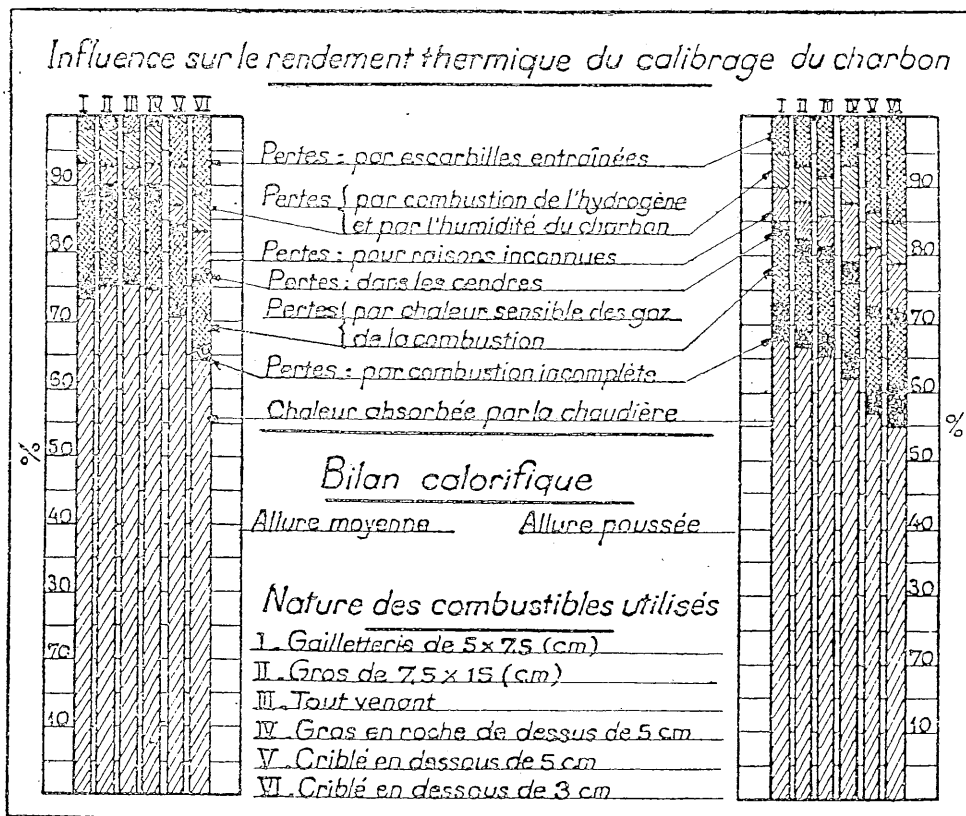 Influence sur le rendement thermique du calibrage du charbon
I II III IV V VI
I II III IV V VI
Pertes : par escarbilles entraînées
Pertes { par combustion de l'hydrogène
{ et par l'humidité du charbon
Pertes : pour raisons inconnues
Pertes : dans les cendres
Pertes { par chaleur sensible des gaz
{ de la combustion
Pertes : par combustion incomplète
Chaleur absorbée par la chaudière
90
80
70
60
%
50
40
30
70
10
90
80
70
60
%
50
40
30
70
10
Bilan calorifique
Allure moyenne Allure poussée
Nature des combustibles utilisés
I. Gailletterie de 5 x 7,5 (cm)
II. Gros de 7,5 x 15 (cm)
III. Tout venant
IV. Gros en roche de dessus de 5 cm
V. Criblé en dessous de 5 cm
VI. Criblé en dessous de 3 cm